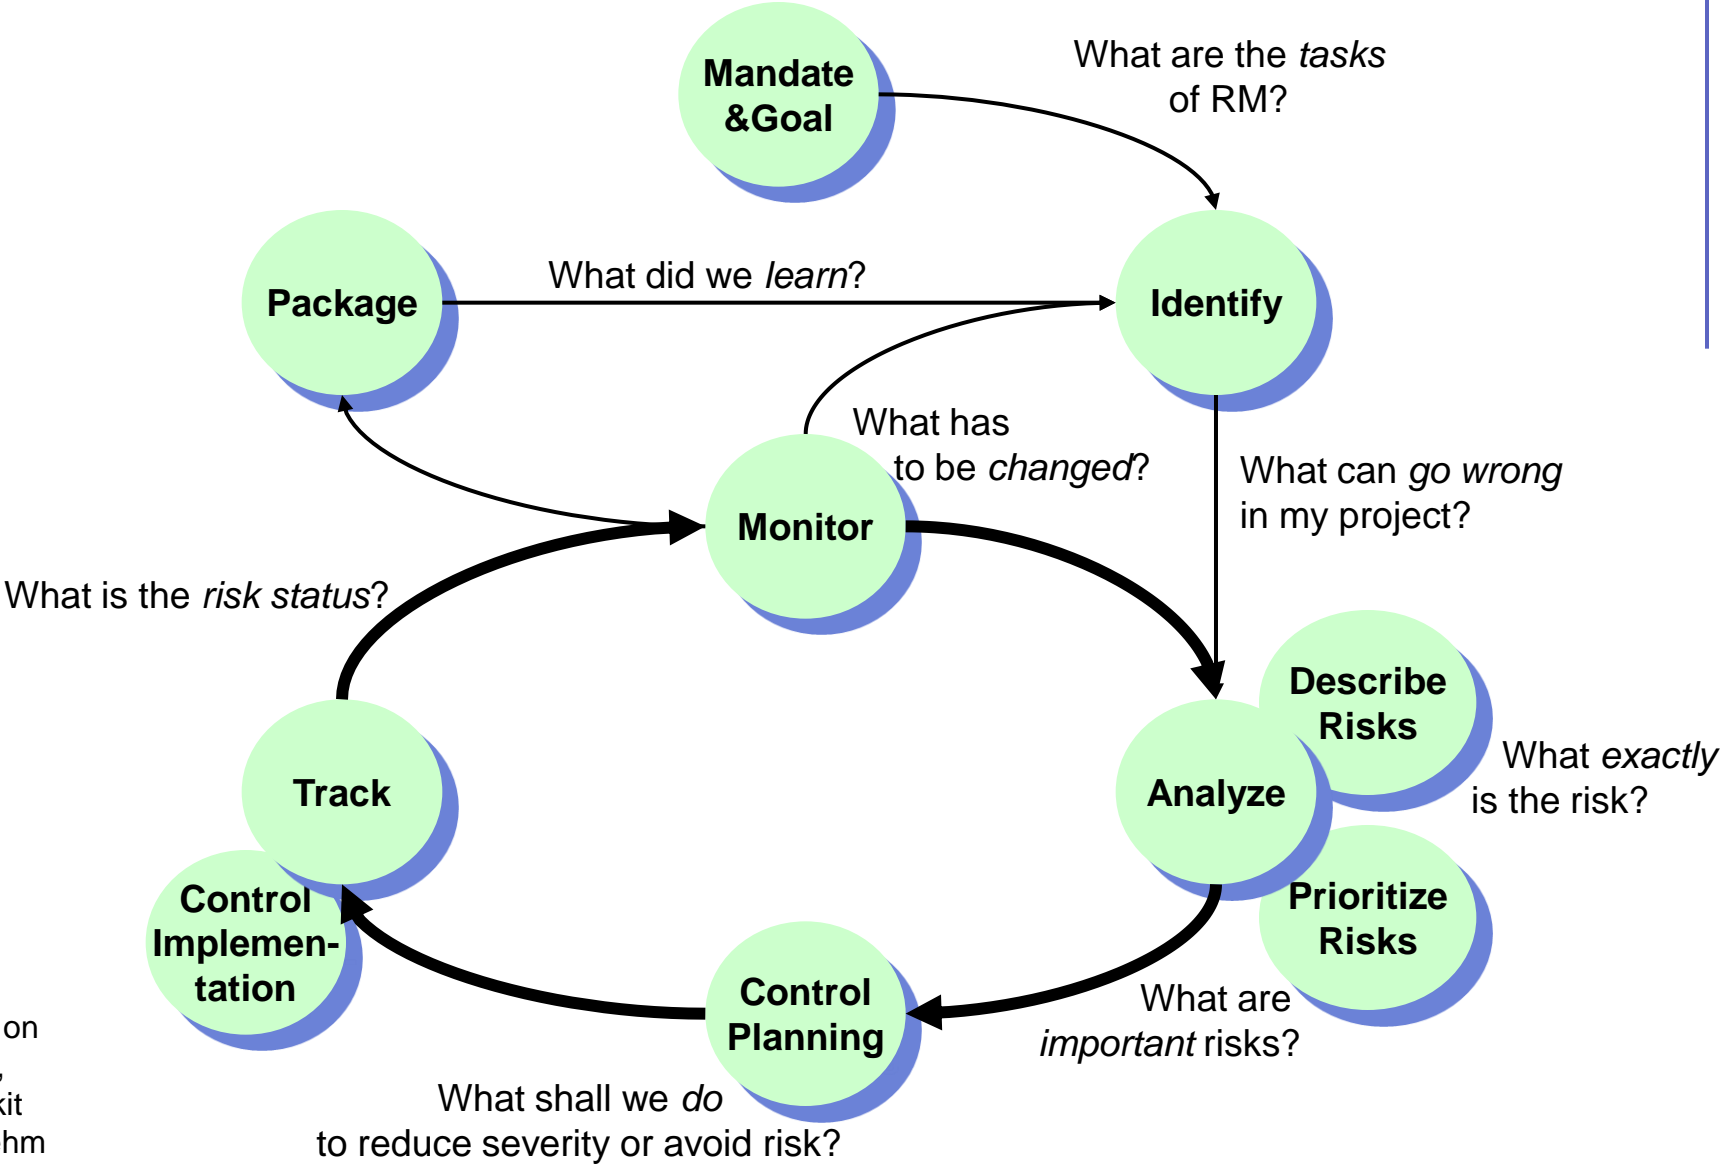 Mandate
&Goal
What are the tasks
of RM?
Package
What did we learn?
Identify
What has
to be changed?
What can go wrong
in my project?
Monitor
What is the risk status?
Describe
Risks
What exactly
is the risk?
Track
Analyze
Prioritize
Risks
Control
Implemen-
tation
Control
Planning
What are
important risks?
What shall we do
to reduce severity or avoid risk?
on
,